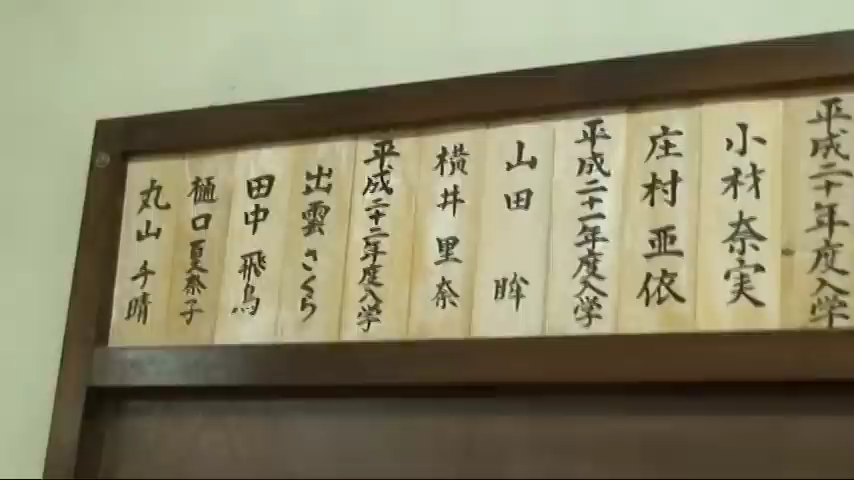 平成二十年度入学
小材奈実
庄村亜依
平成二十一年度入学
山田 眸
横井里奈
平成二十二年度入学
出雲さくら
田中飛鳥
樋口夏奈子
丸山千晴